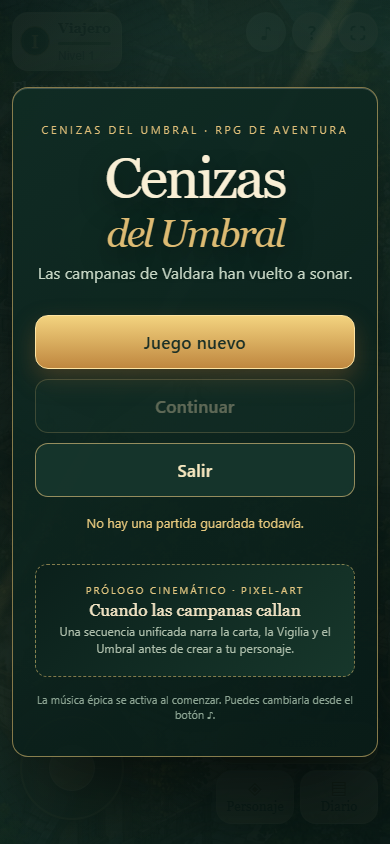 Viajero
CENIZAS DEL UMBRAL · RPG DE AVENTURA
Cenizas
del Umbral
Las campanas de Valdara han vuelto a sonar.
Juego nuevo
Continuar
Salir
No hay una partida guardada todavía.
PRÓLOGO CINEMÁTICO · PIXEL-ART
Cuando las campanas callan
Una secuencia unificada narra la carta, la Vigilia y el
Umbral antes de crear a tu personaje.
La música épica se activa al comenzar. Puedes cambiarla desde el
botón ♪.
Personaje
Diario